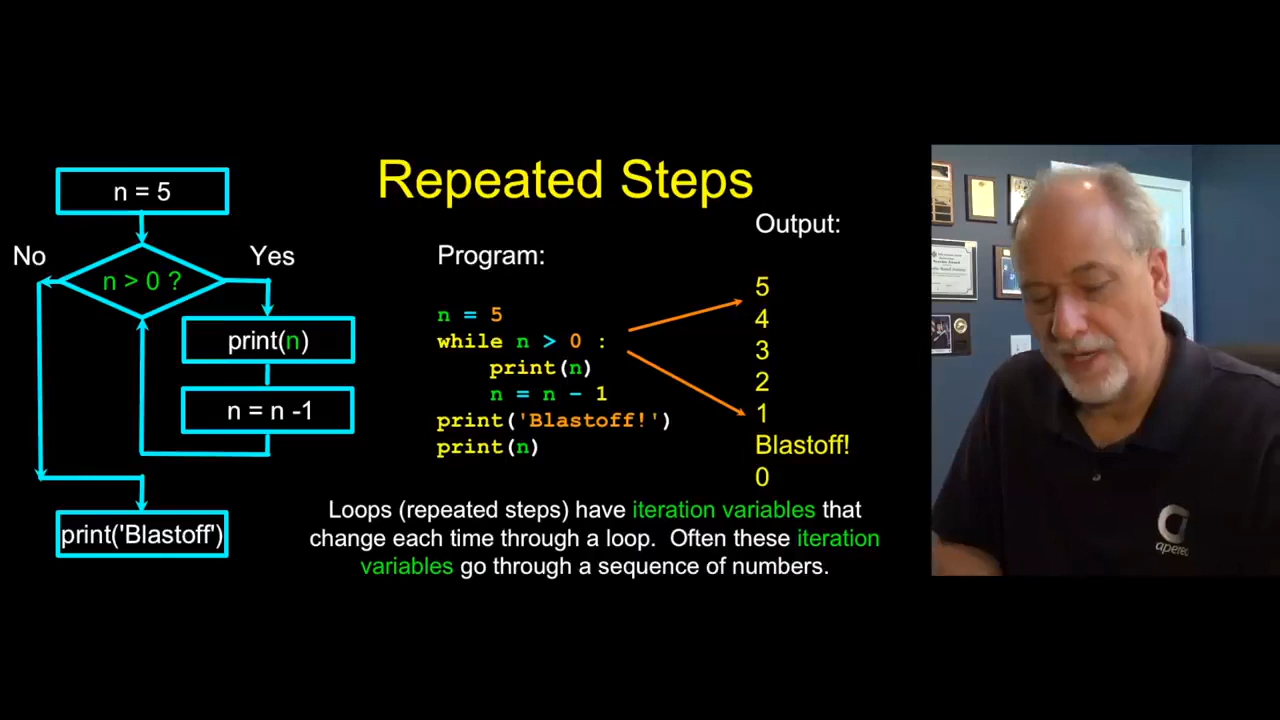 Repeated Steps
n = 5
No
Yes
n > 0 ?
print(n)
n = n -1
print('Blastoff')
Program:
n = 5
while n > 0 :
    print(n)
    n = n - 1
print('Blastoff!')
print(n)
Output:
5
4
3
2
1
Blastoff!
0
Loops (repeated steps) have iteration variables that
change each time through a loop.  Often these iteration
variables go through a sequence of numbers.